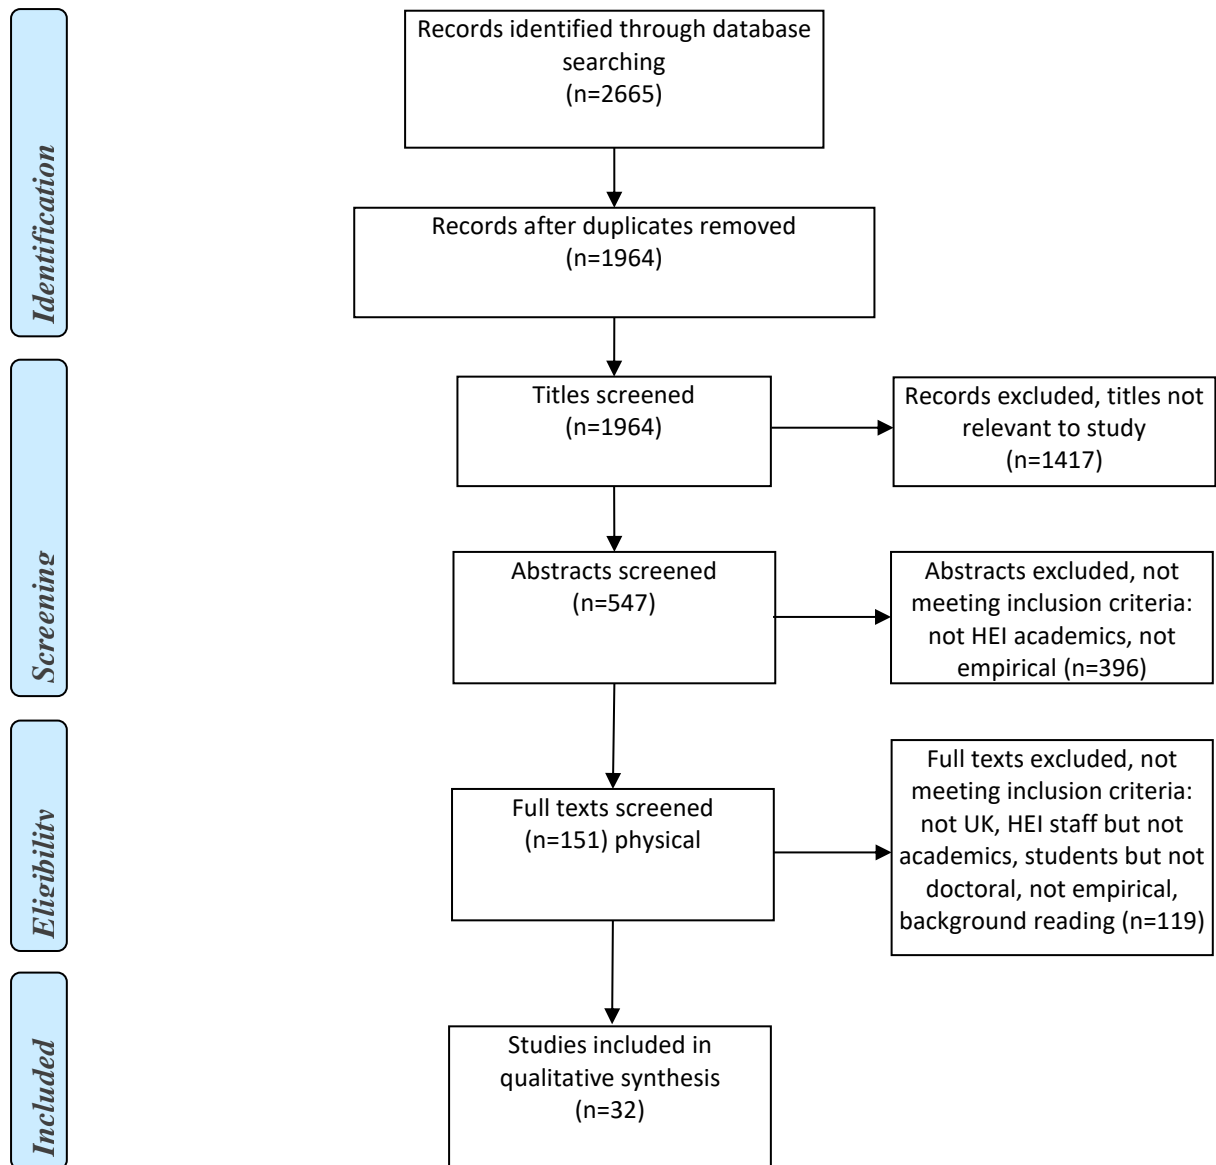 Identification
Records identified through database
searching
(n=2665)
Records after duplicates removed
(n=1964)
Screening
Titles screened
(n=1964)
Records excluded, titles not
relevant to study
(n=1417)
Abstracts screened
(n=547)
Abstracts excluded, not
meeting inclusion criteria:
not HEI academics, not
empirical (n=396)
Eligibility
Full texts screened
(n=151) physical
Full texts excluded, not
meeting inclusion criteria:
not UK, HEI staff but not
academics, students but not
doctoral, not empirical,
background reading (n=119)
Included
Studies included in
qualitative synthesis
(n=32)